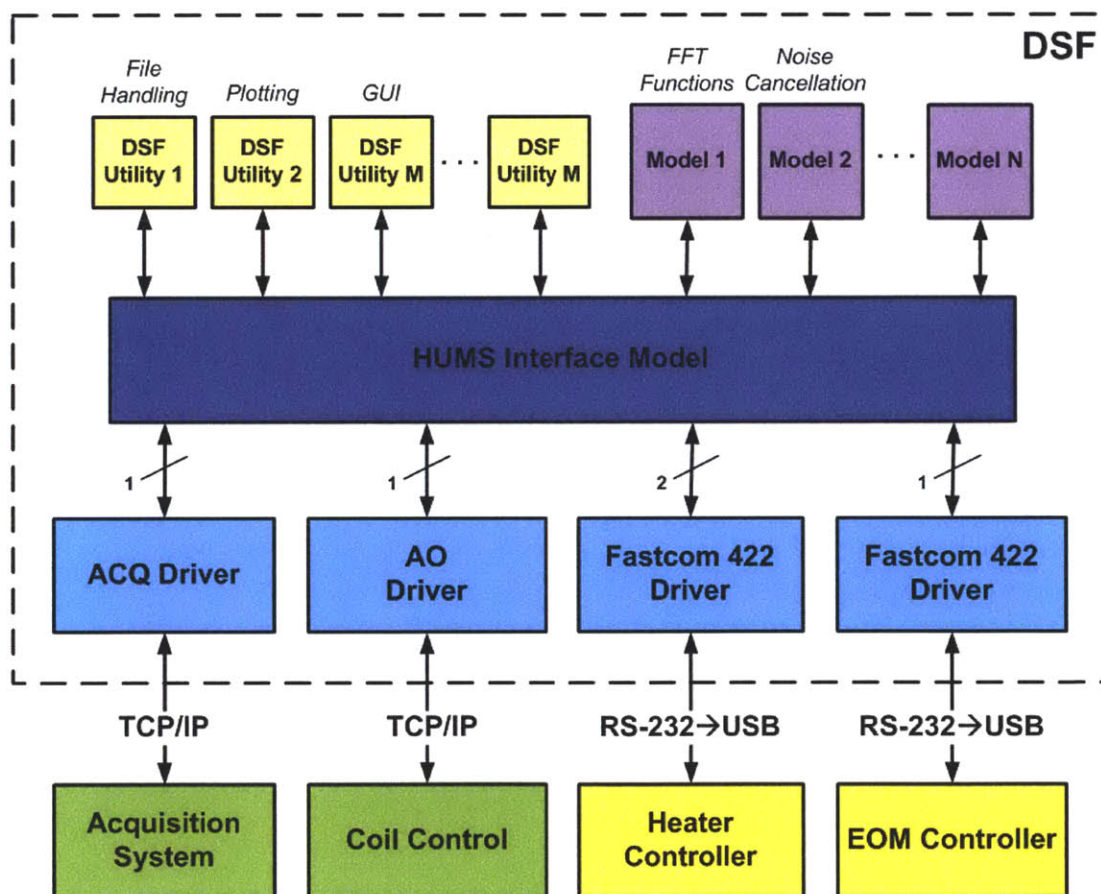 DSF
File
Handling
Plotting
GUI
FFT
Functions
Noise
Cancellation
DSF
Utility 1
DSF
Utility 2
DSF
Utility M
· · ·
DSF
Utility M
Model 1
Model 2
· · ·
Model N
HUMS Interface Model
1
1
2
1
ACQ Driver
AO
Driver
Fastcom 422
Driver
Fastcom 422
Driver
TCP/IP
TCP/IP
RS-232→USB
RS-232→USB
Acquisition
System
Coil Control
Heater
Controller
EOM Controller